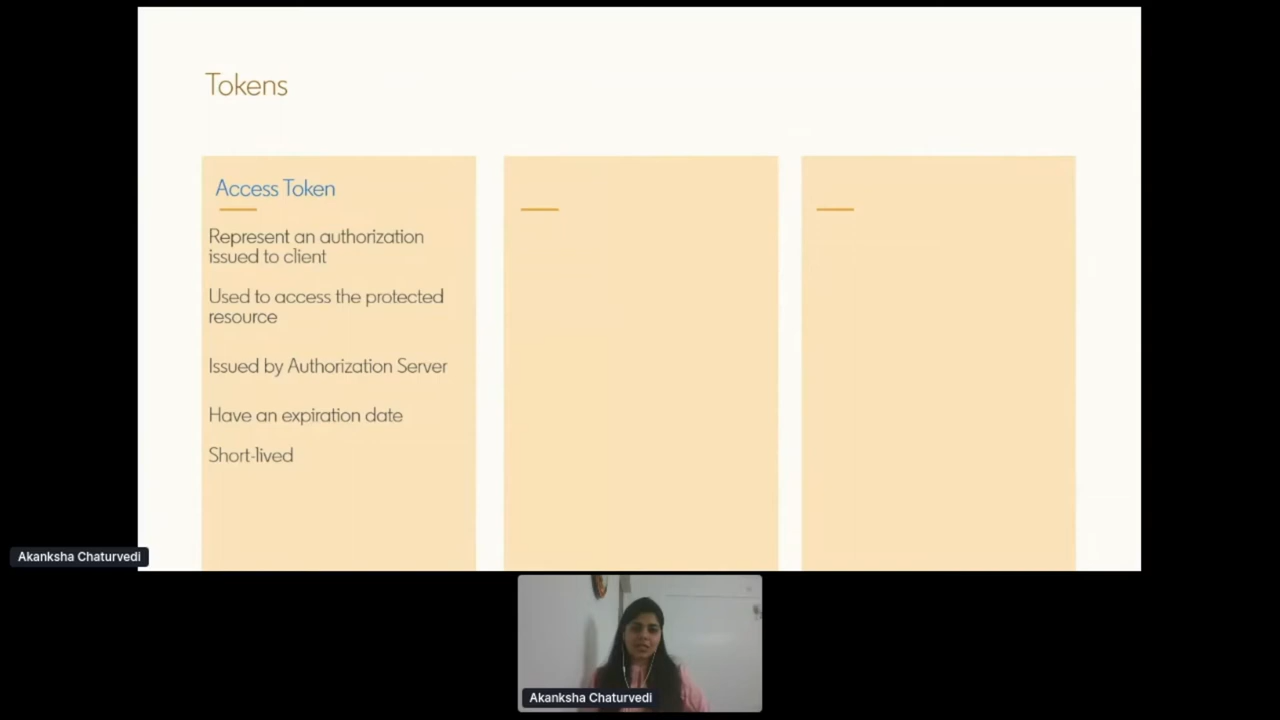 Tokens
Access Token
Represent an authorization
issued to client
Used to access the protected
resource
Issued by Authorization Server
Have an expiration date
Short-lived
Akanksha Chaturvedi
Akanksha Chaturvedi